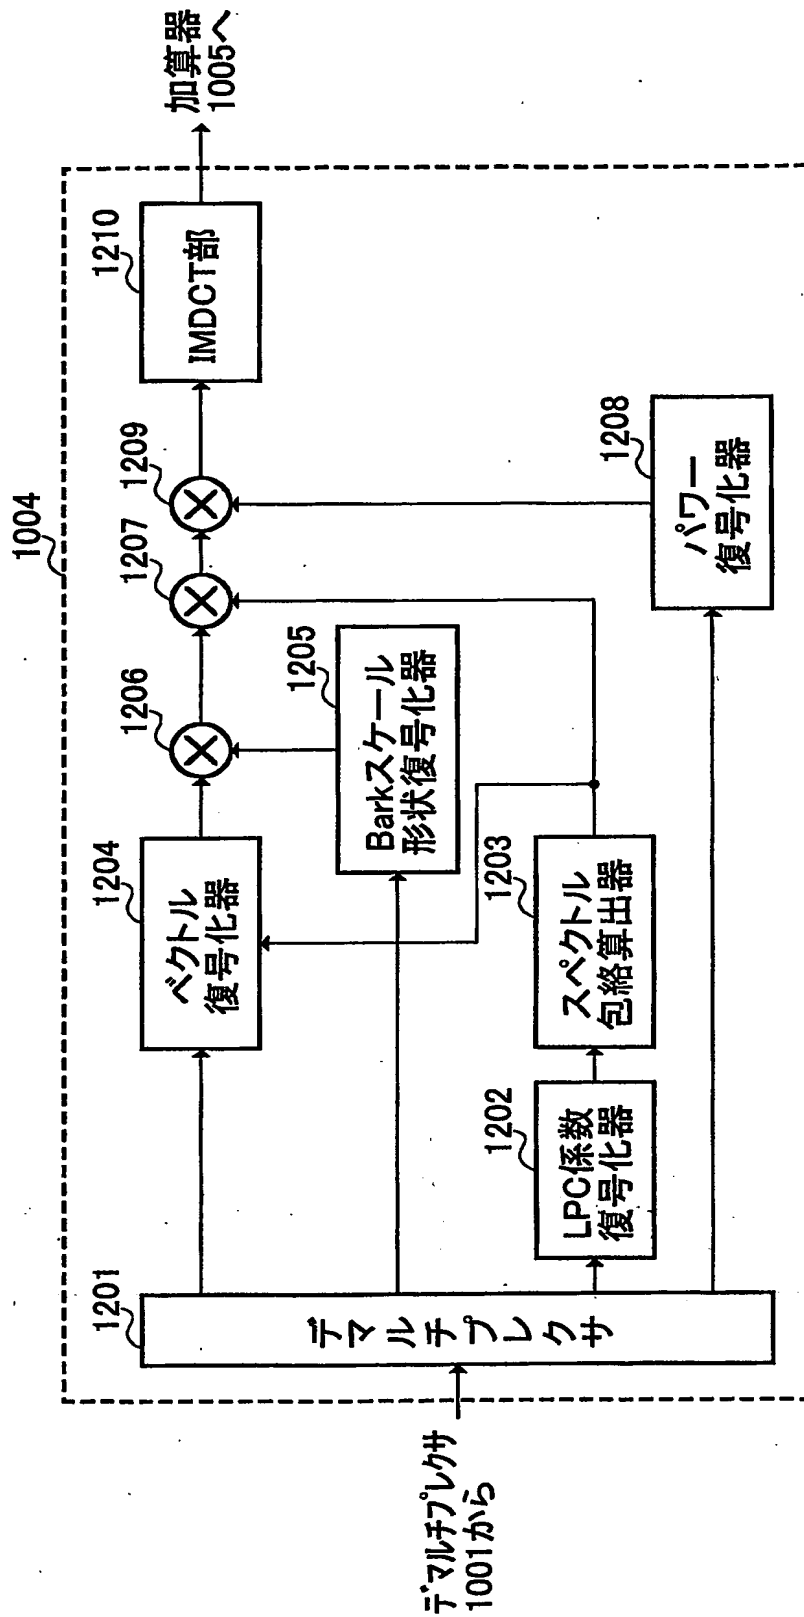 1004
デマルチプレクサ
1001から
1201
デマルチプレクサ
1204
ベクトル
復号化器
1206
1207
1209
1210
IMDCT部
加算器
1005へ
1205
Barkスケール
形状復号化器
1202
LPC係数
復号化器
1203
スペクトル
包絡算出器
1208
パワー
復号化器